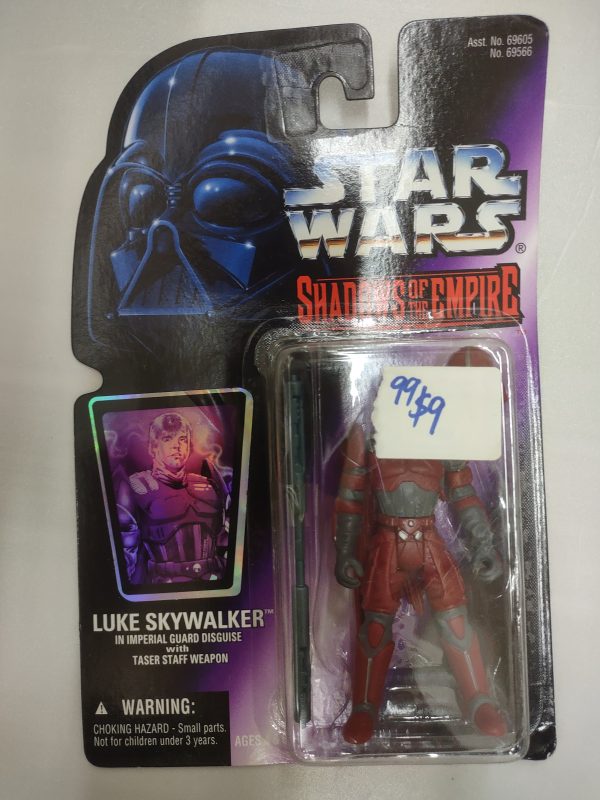 Asst. No. 69605
No. 69566
STAR
WARS®
SHADOWS OF THE EMPIRE
99 $9
LUKE SKYWALKER™
IN IMPERIAL GUARD DISGUISE
with
TASER STAFF WEAPON
WARNING:
CHOKING HAZARD - Small parts.
Not for children under 3 years.
AGES